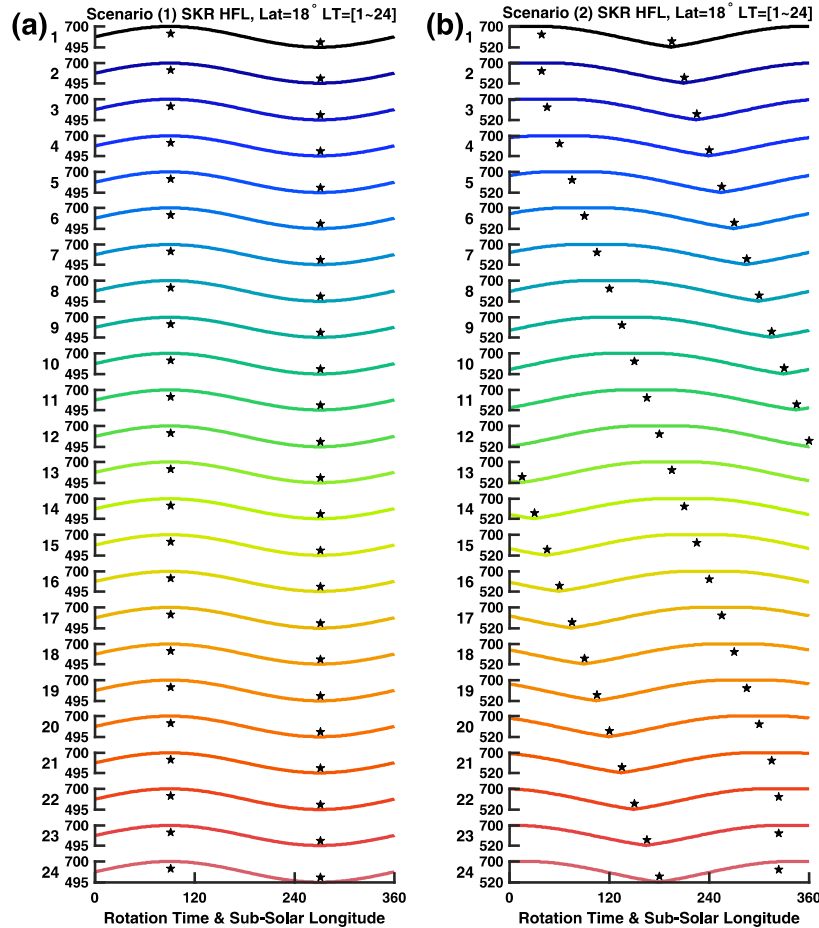 Scenario (1) SKR HFL, Lat=18° LT=[1~24]
(a)
1 700 495
2 700 495
3 700 495
4 700 495
5 700 495
6 700 495
7 700 495
8 700 495
9 700 495
10 700 495
11 700 495
12 700 495
13 700 495
14 700 495
15 700 495
16 700 495
17 700 495
18 700 495
19 700 495
20 700 495
21 700 495
22 700 495
23 700 495
24 700 495
0 120 240 360
Rotation Time & Sub-Solar Longitude
Scenario (2) SKR HFL, Lat=18° LT=[1~24]
(b)
1 700 520
2 700 520
3 700 520
4 700 520
5 700 520
6 700 520
7 700 520
8 700 520
9 700 520
10 700 520
11 700 520
12 700 520
13 700 520
14 700 520
15 700 520
16 700 520
17 700 520
18 700 520
19 700 520
20 700 520
21 700 520
22 700 520
23 700 520
24 700 520
0 120 240 360
Rotation Time & Sub-Solar Longitude